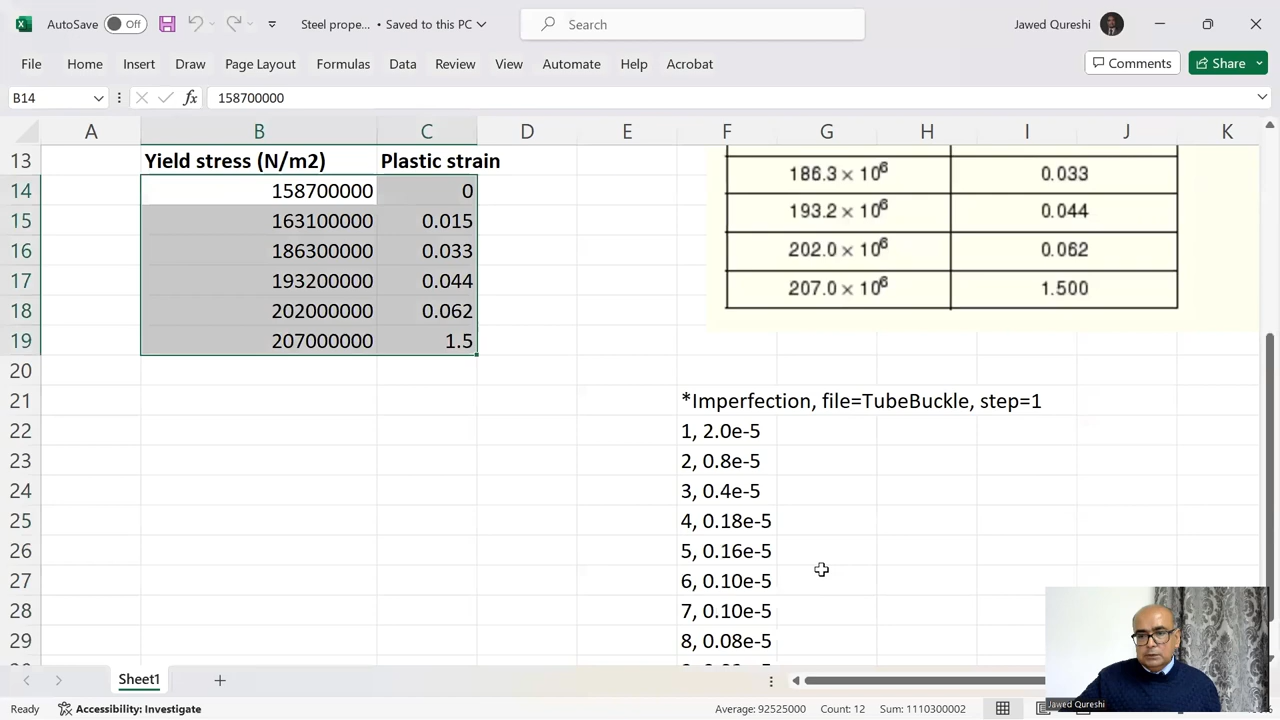 AutoSave Off Steel prope... • Saved to this PC Search Jawed Qureshi
File Home Insert Draw Page Layout Formulas Data Review View Automate Help Acrobat Comments Share
B14 fx 158700000
A B C D E F G H I J K
13 Yield stress (N/m2) Plastic strain
14 158700000 0
15 163100000 0.015
16 186300000 0.033
17 193200000 0.044
18 202000000 0.062
19 207000000 1.5
186.3 × 10⁶ 0.033
193.2 × 10⁶ 0.044
202.0 × 10⁶ 0.062
207.0 × 10⁶ 1.500
20
21 *Imperfection, file=TubeBuckle, step=1
22 1, 2.0e-5
23 2, 0.8e-5
24 3, 0.4e-5
25 4, 0.18e-5
26 5, 0.16e-5
27 6, 0.10e-5
28 7, 0.10e-5
29 8, 0.08e-5
Sheet1
Jawed Qureshi
Ready Accessibility: Investigate Average: 92525000 Count: 12 Sum: 1110300002